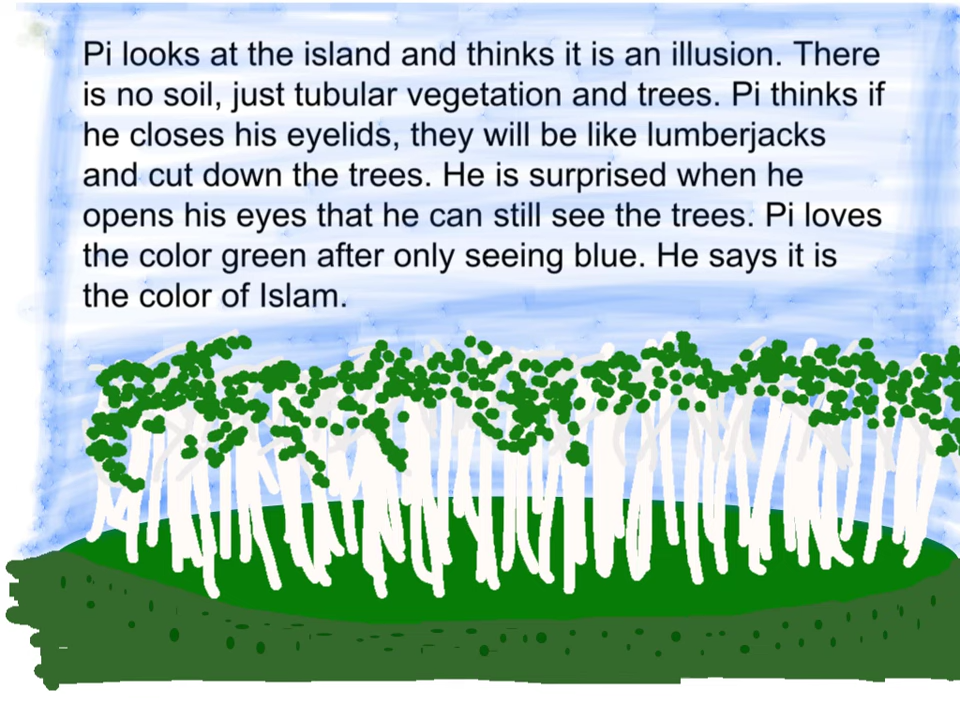 Pi looks at the island and thinks it is an illusion. There
is no soil, just tubular vegetation and trees. Pi thinks if
he closes his eyelids, they will be like lumberjacks
and cut down the trees. He is surprised when he
opens his eyes that he can still see the trees. Pi loves
the color green after only seeing blue. He says it is
the color of Islam.